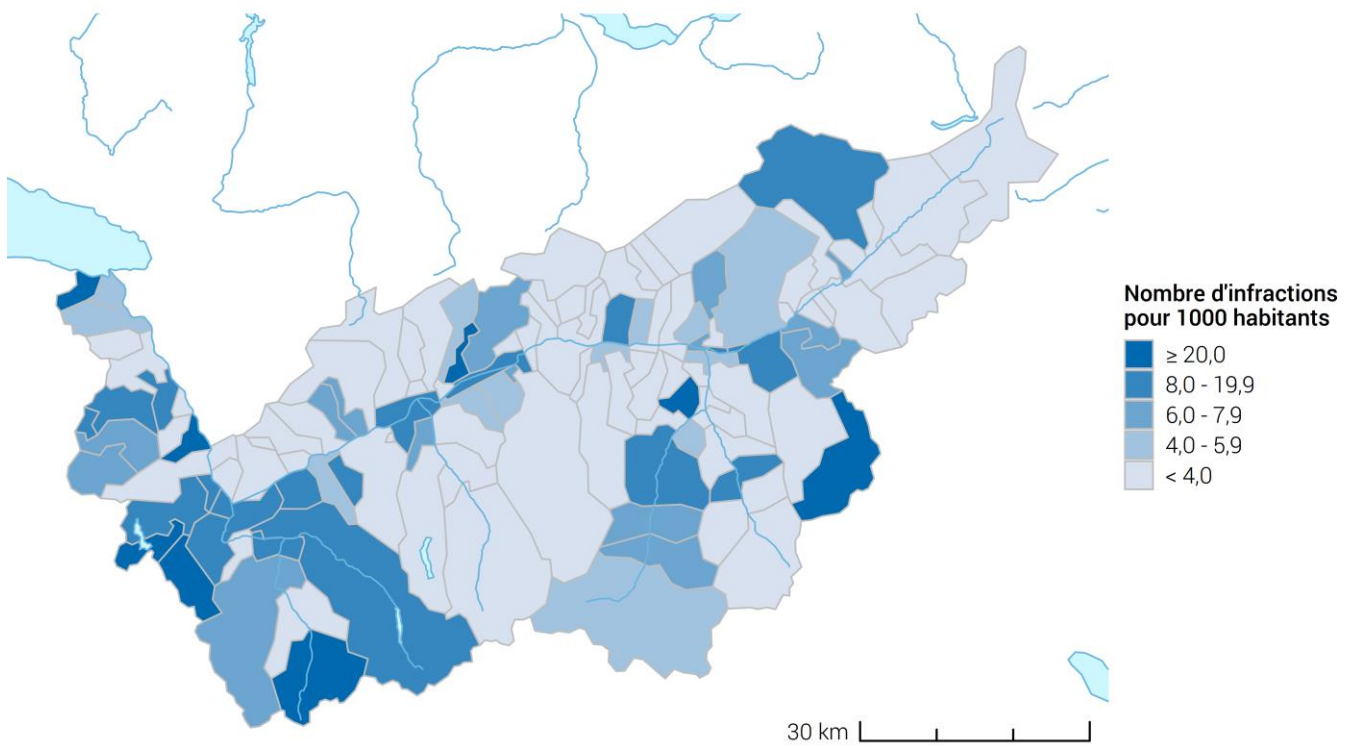 Nombre d'infractions
pour 1000 habitants
≥ 20,0
8,0 - 19,9
6,0 - 7,9
4,0 - 5,9
< 4,0
30 km